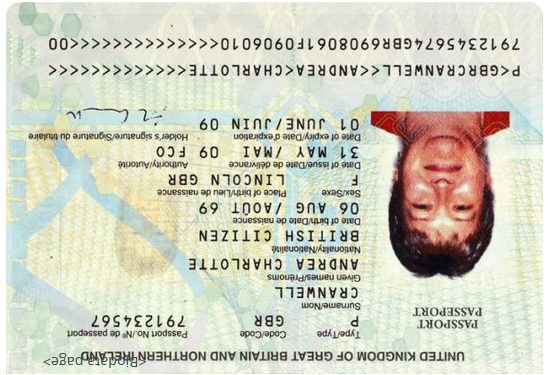 <Biodata page>
UNITED KINGDOM OF GREAT BRITAIN AND NORTHERN IRELAND
PASSPORT
PASSEPORT
Type/Type Code/Code Passport No./N° de passeport
P GBR 791234567
Surname/Nom
CRANWELL
Given names/Prénoms
ANDREA CHARLOTTE
Nationality/Nationalité
BRITISH CITIZEN
Date of birth/Date de naissance
06 AUG /AOÛT 69
Sex/Sexe Place of birth/Lieu de naissance
F LINCOLN GBR
Date of issue/Date de délivrance Authority/Autorité
31 MAY /MAI 09 FCO
Date of expiry/Date d'expiration Holder's signature/Signature du titulaire
01 JUNE/JUIN 09
P<GBRCRANWELL<<ANDREA<CHARLOTTE<<<<<<<<<<<<<
7912345674GBR6908061F0906010<<<<<<<<<<<<<<00